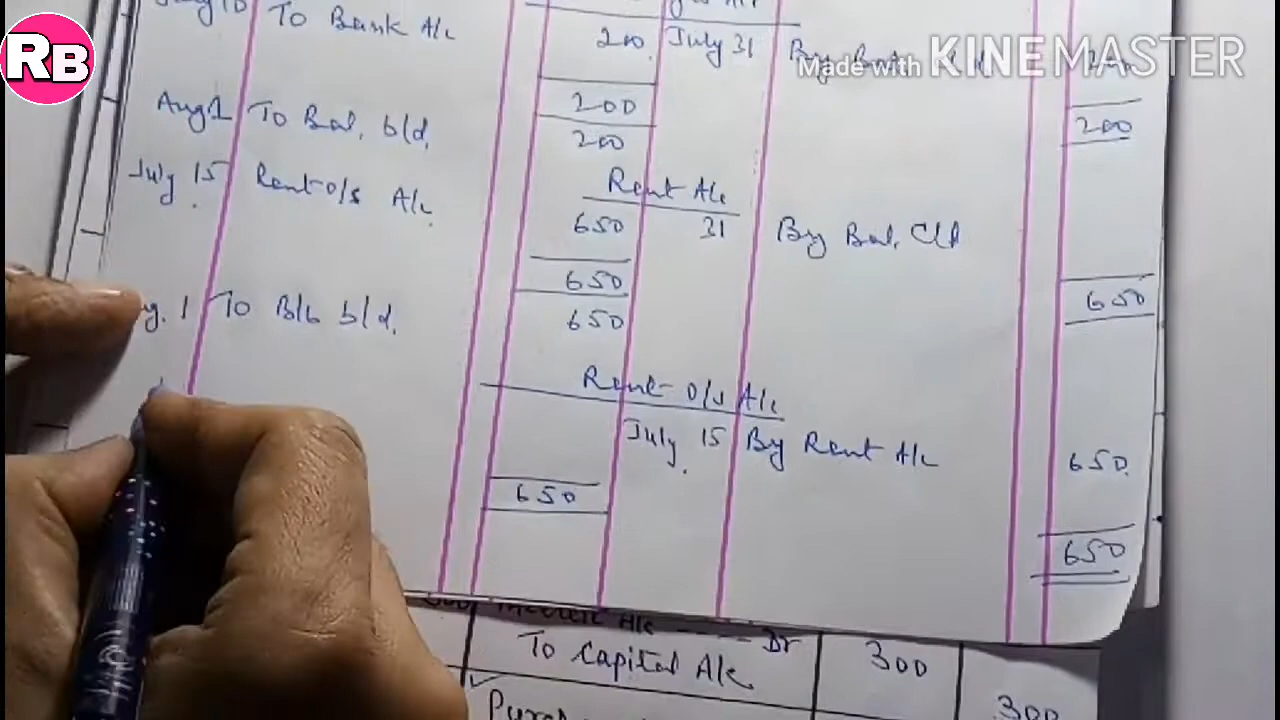 RB
Made with KINEMASTER
To Bank A/c
200 July 31 By
200
200
Aug 1 To Bal. b/d. 200
Rent A/c
July 15 Rent O/s A/c 650 31 By Bal. C/d
650 650
1 To B/b b/d. 650
Rent O/s A/c
July 15 By Rent A/c 650
650
650
A/c Dr
To Capital A/c 300
300